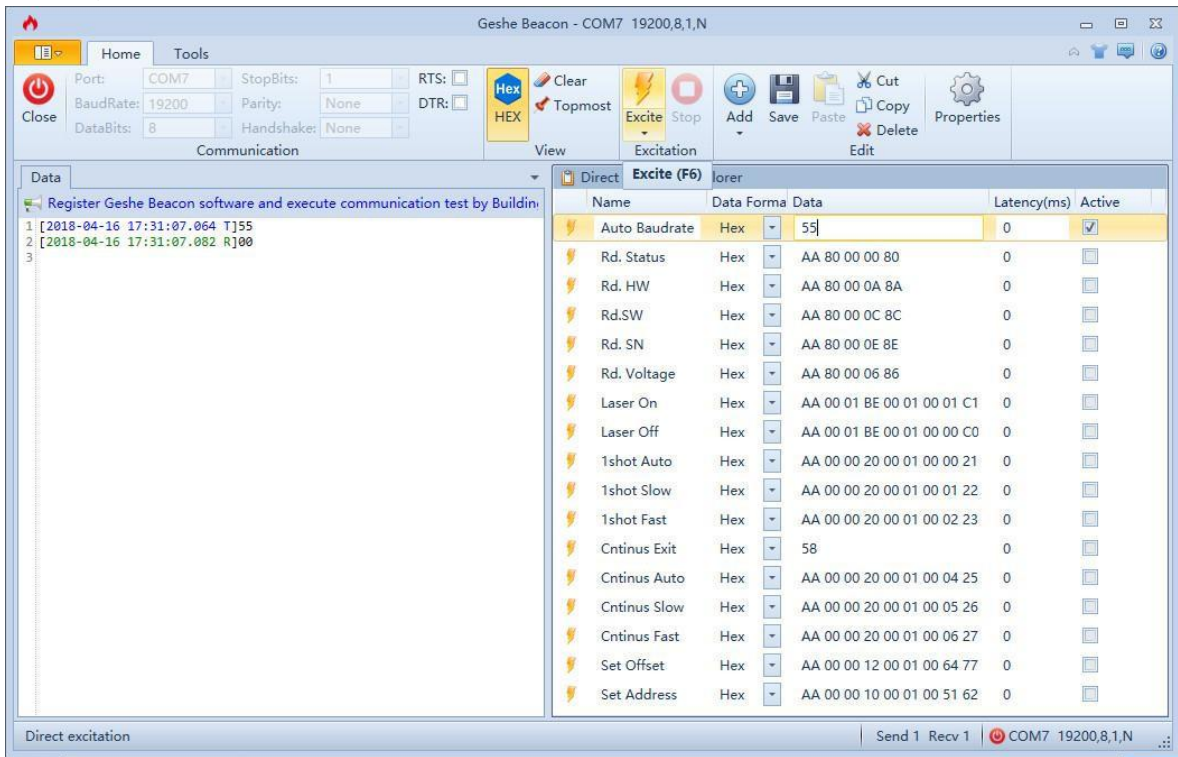 Geshe Beacon - COM7 19200,8,1,N
Home Tools
Close
Port: COM7 StopBits: 1 RTS:
BaudRate: 19200 Parity: None DTR:
DataBits: 8 Handshake: None
Communication
Hex
HEX
Clear
Topmost
View
Excite Stop
Excitation
Add Save Paste
Cut
Copy
Delete
Edit
Properties
Data
Register Geshe Beacon software and execute communication test by Buildin
1 [2018-04-16 17:31:07.064 T]55
2 [2018-04-16 17:31:07.082 R]00
3
Direct Excite (F6) lorer
Name Data Forma Data Latency(ms) Active
Auto Baudrate Hex 55 0
Rd. Status Hex AA 80 00 00 80 0
Rd. HW Hex AA 80 00 0A 8A 0
Rd.SW Hex AA 80 00 0C 8C 0
Rd. SN Hex AA 80 00 0E 8E 0
Rd. Voltage Hex AA 80 00 06 86 0
Laser On Hex AA 00 01 BE 00 01 00 01 C1 0
Laser Off Hex AA 00 01 BE 00 01 00 00 C0 0
1shot Auto Hex AA 00 00 20 00 01 00 00 21 0
1shot Slow Hex AA 00 00 20 00 01 00 01 22 0
1shot Fast Hex AA 00 00 20 00 01 00 02 23 0
Cntinus Exit Hex 58 0
Cntinus Auto Hex AA 00 00 20 00 01 00 04 25 0
Cntinus Slow Hex AA 00 00 20 00 01 00 05 26 0
Cntinus Fast Hex AA 00 00 20 00 01 00 06 27 0
Set Offset Hex AA 00 00 12 00 01 00 64 77 0
Set Address Hex AA 00 00 10 00 01 00 51 62 0
Direct excitation Send 1 Recv 1 COM7 19200,8,1,N